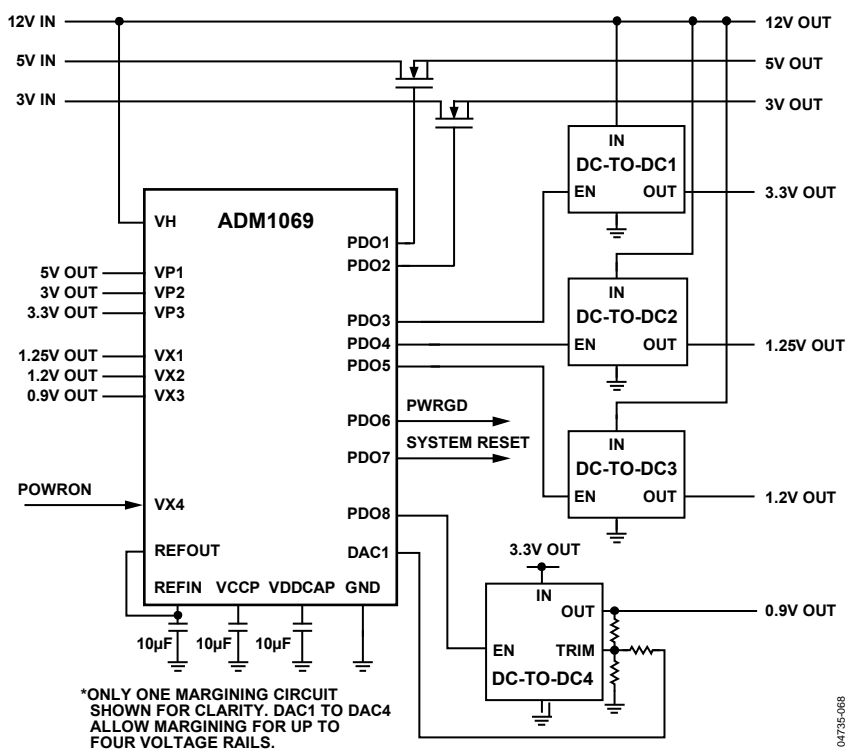 12V IN
12V OUT
5V IN
5V OUT
3V IN
3V OUT
IN
DC-TO-DC1
EN OUT
3.3V OUT
VH
ADM1069
PDO1
PDO2
5V OUT
VP1
3V OUT
VP2
3.3V OUT
VP3
IN
DC-TO-DC2
EN OUT
1.25V OUT
PDO3
PDO4
PDO5
1.25V OUT
VX1
1.2V OUT
VX2
0.9V OUT
VX3
PDO6
PWRGD
PDO7
SYSTEM RESET
IN
DC-TO-DC3
EN OUT
1.2V OUT
POWRON
VX4
PDO8
REFOUT
DAC1
REFIN VCCP VDDCAP GND
10µF 10µF 10µF
3.3V OUT
IN
OUT
0.9V OUT
EN TRIM
DC-TO-DC4
*ONLY ONE MARGINING CIRCUIT
SHOWN FOR CLARITY. DAC1 TO DAC4
ALLOW MARGINING FOR UP TO
FOUR VOLTAGE RAILS.
04735-068